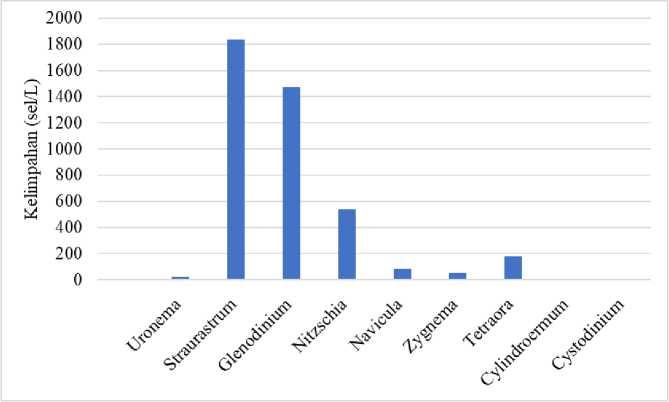 Kelimpahan (sel/L)
2000
1800
1600
1400
1200
1000
800
600
400
200
0
Uronema
Straurastrum
Glenodinium
Nitzschia
Navicula
Zygnema
Tetraora
Cylindroermum
Cystodinium